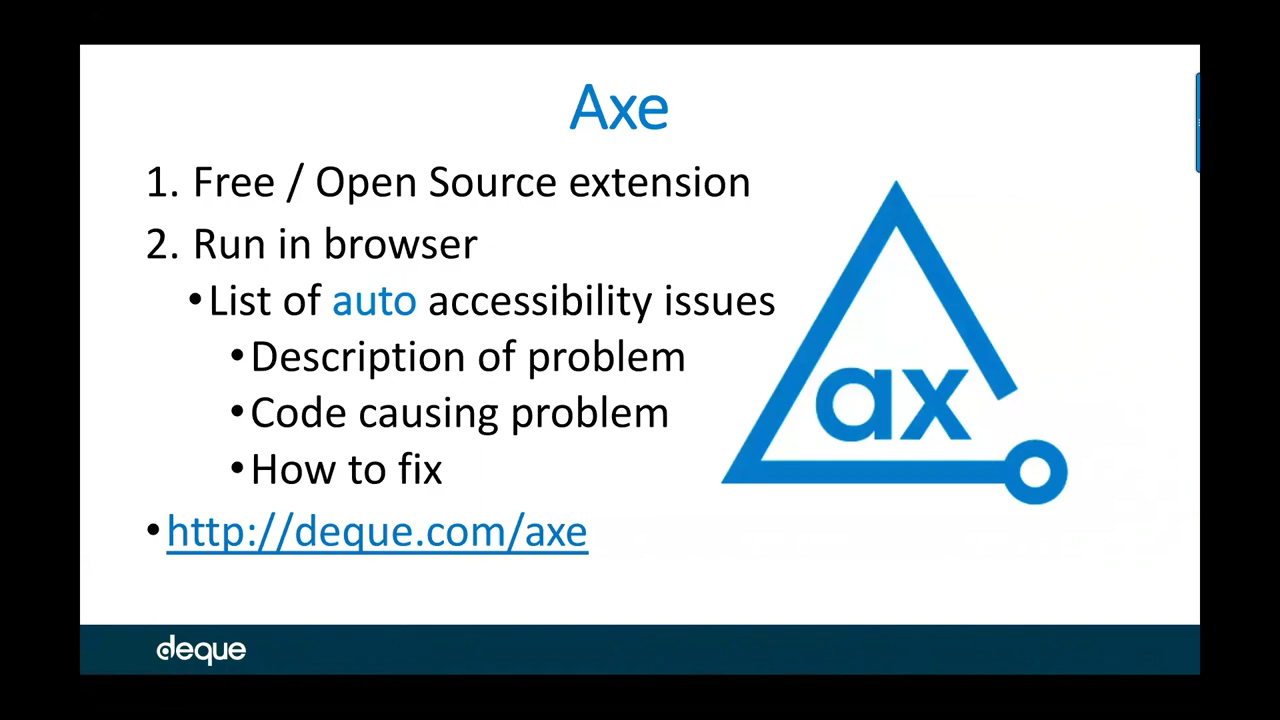 Axe
1. Free / Open Source extension
2. Run in browser
•List of auto accessibility issues
•Description of problem
•Code causing problem
•How to fix
•http://deque.com/axe
ax
deque